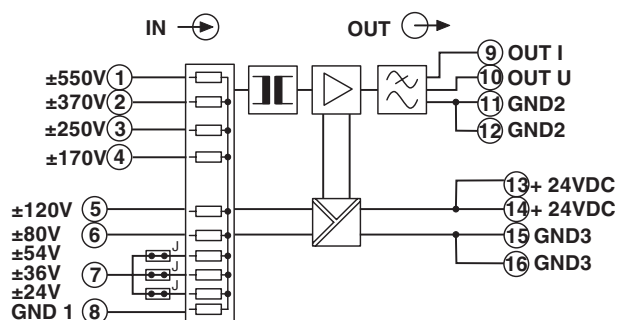 IN
OUT
±550V 1
±370V 2
±250V 3
±170V 4
±120V 5
±80V 6
±54V J
±36V 7 J
±24V J
GND 1 8
9 OUT I
10 OUT U
11 GND2
12 GND2
13 + 24VDC
14 + 24VDC
15 GND3
16 GND3